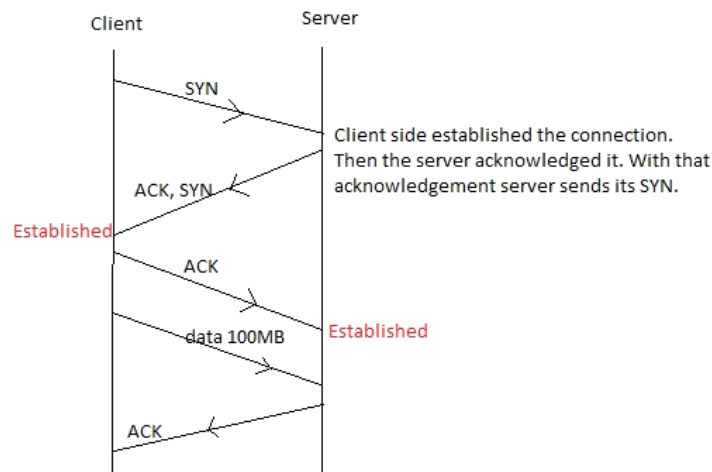 Client
Server
SYN
Client side established the connection.
Then the server acknowledged it. With that
acknowledgement server sends its SYN.
ACK, SYN
Established
ACK
Established
data 100MB
ACK